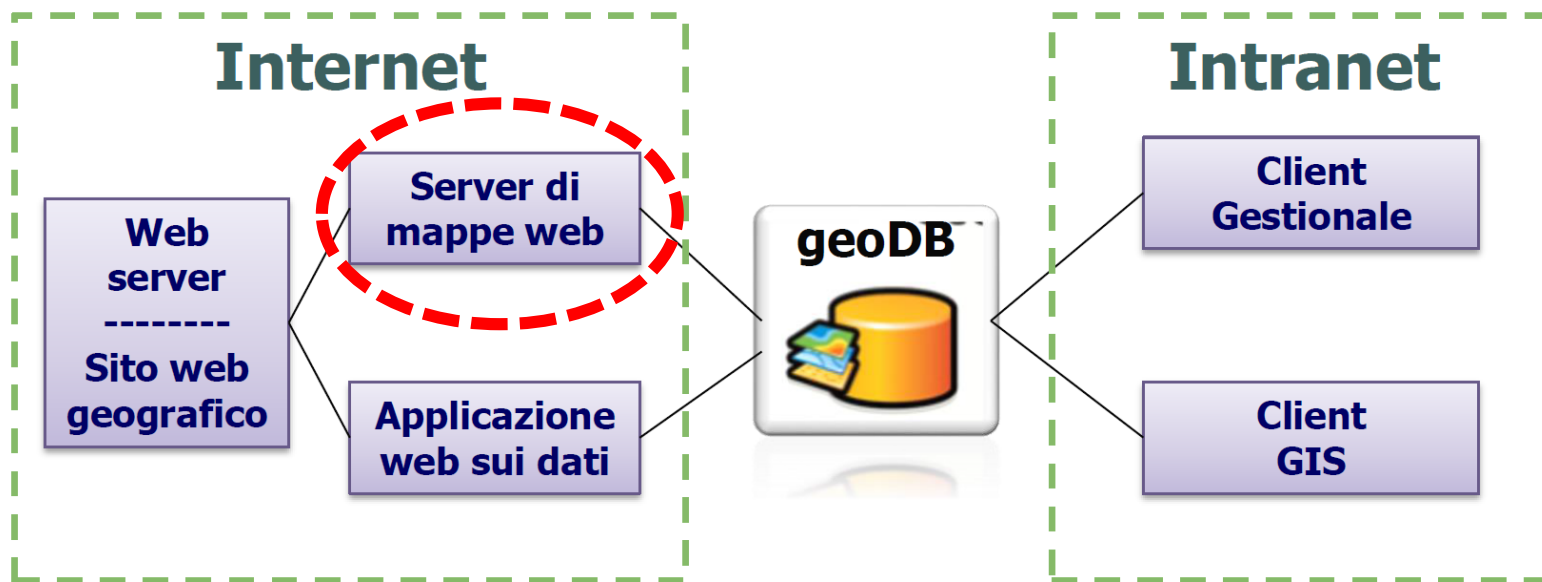 Internet
Intranet
Web
server
--------
Sito web
geografico
Server di
mappe web
Applicazione
web sui dati
geoDB
Client
Gestionale
Client
GIS